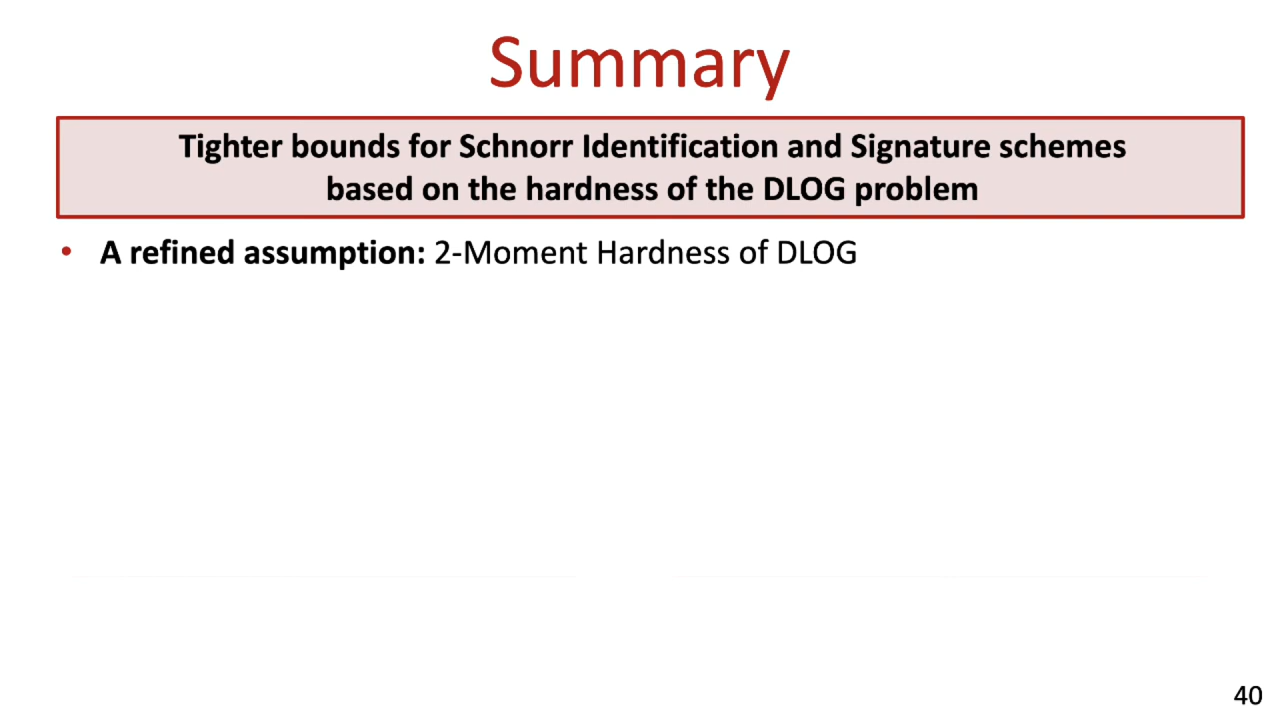 Summary
Tighter bounds for Schnorr Identification and Signature schemes
based on the hardness of the DLOG problem
• A refined assumption: 2-Moment Hardness of DLOG
40